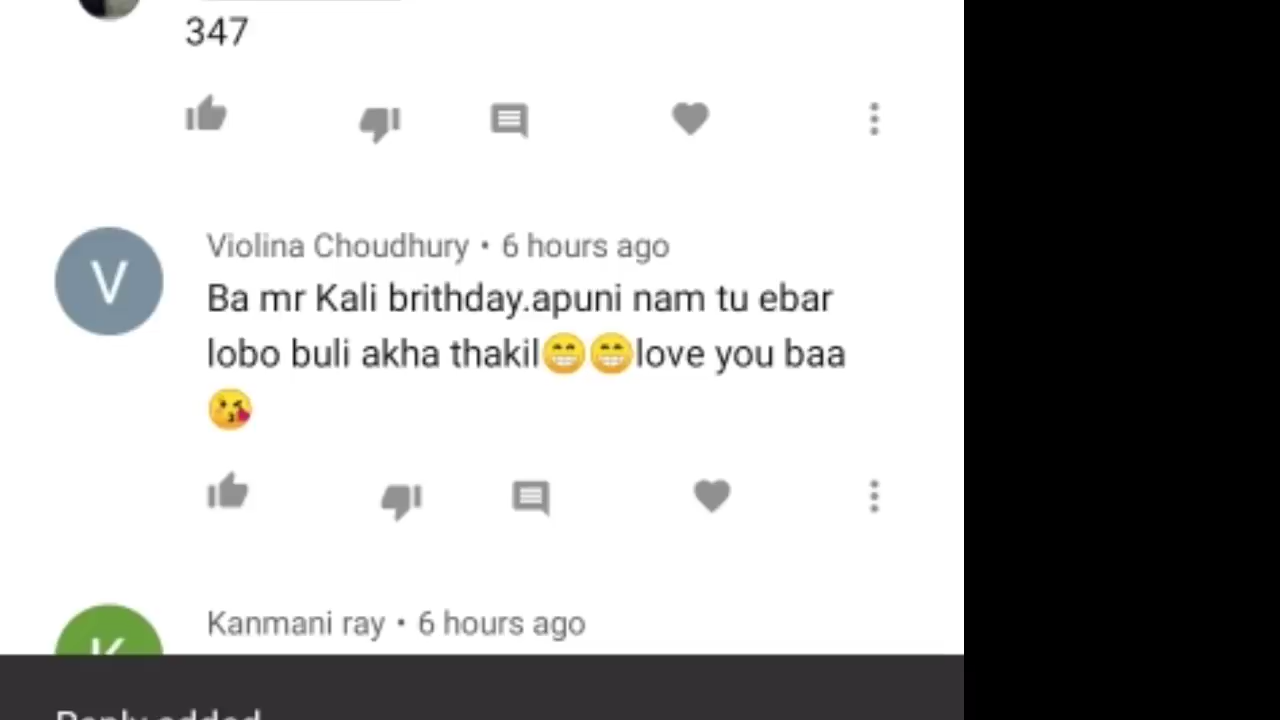 347
V
Violina Choudhury • 6 hours ago
Ba mr Kali brithday.apuni nam tu ebar
lobo buli akha thakil😁😁love you baa
😘
K
Kanmani ray • 6 hours ago
Reply added